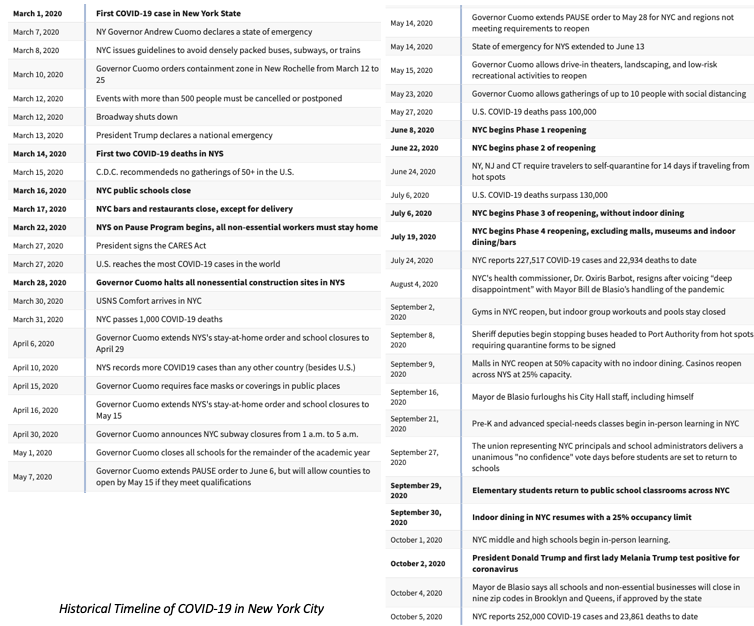 March 1, 2020 First COVID-19 case in New York State
March 7, 2020 NY Governor Andrew Cuomo declares a state of emergency
March 8, 2020 NYC issues guidelines to avoid densely packed buses, subways, or trains
March 10, 2020 Governor Cuomo orders containment zone in New Rochelle from March 12 to
25
March 12, 2020 Events with more than 500 people must be cancelled or postponed
March 12, 2020 Broadway shuts down
March 13, 2020 President Trump declares a national emergency
March 14, 2020 First two COVID-19 deaths in NYS
March 15, 2020 C.D.C. recommendeds no gatherings of 50+ in the U.S.
March 16, 2020 NYC public schools close
March 17, 2020 NYC bars and restaurants close, except for delivery
March 22, 2020 NYS on Pause Program begins, all non-essential workers must stay home
March 27, 2020 President signs the CARES Act
March 27, 2020 U.S. reaches the most COVID-19 cases in the world
March 28, 2020 Governor Cuomo halts all nonessential construction sites in NYS
March 30, 2020 USNS Comfort arrives in NYC
March 31, 2020 NYC passes 1,000 COVID-19 deaths
April 6, 2020 Governor Cuomo extends NYS's stay-at-home order and school closures to
April 29
April 10, 2020 NYS records more COVID19 cases than any other country (besides U.S.)
April 15, 2020 Governor Cuomo requires face masks or coverings in public places
April 16, 2020 Governor Cuomo extends NYS's stay-at-home order and school closures to
May 15
April 30, 2020 Governor Cuomo announces NYC subway closures from 1 a.m. to 5 a.m.
May 1, 2020 Governor Cuomo closes all schools for the remainder of the academic year
May 7, 2020 Governor Cuomo extends PAUSE order to June 6, but will allow counties to
open by May 15 if they meet qualifications
Historical Timeline of COVID-19 in New York City
May 14, 2020 Governor Cuomo extends PAUSE order to May 28 for NYC and regions not
meeting requirements to reopen
May 14, 2020 State of emergency for NYS extended to June 13
May 15, 2020 Governor Cuomo allows drive-in theaters, landscaping, and low-risk
recreational activities to reopen
May 23, 2020 Governor Cuomo allows gatherings of up to 10 people with social distancing
May 27, 2020 U.S. COVID-19 deaths pass 100,000
June 8, 2020 NYC begins Phase 1 reopening
June 22, 2020 NYC begins phase 2 of reopening
June 24, 2020 NY, NJ and CT require travelers to self-quarantine for 14 days if traveling from
hot spots
July 6, 2020 U.S. COVID-19 deaths surpass 130,000
July 6, 2020 NYC begins Phase 3 of reopening, without indoor dining
July 19, 2020 NYC begins Phase 4 reopening, excluding malls, museums and indoor
dining/bars
July 24, 2020 NYC reports 227,517 COVID-19 cases and 22,934 deaths to date
August 4, 2020 NYC's health commissioner, Dr. Oxiris Barbot, resigns after voicing "deep
disappointment" with Mayor Bill de Blasio's handling of the pandemic
September 2,
2020 Gyms in NYC reopen, but indoor group workouts and pools stay closed
September 8,
2020 Sheriff deputies begin stopping buses headed to Port Authority from hot spots
requiring quarantine forms to be signed
September 9,
2020 Malls in NYC reopen at 50% capacity with no indoor dining. Casinos reopen
across NYS at 25% capacity.
September 16,
2020 Mayor de Blasio furloughs his City Hall staff, including himself
September 21,
2020 Pre-K and advanced special-needs classes begin in-person learning in NYC
September 27,
2020 The union representing NYC principals and school administrators delivers a
unanimous "no confidence" vote days before students are set to return to
schools
September 29,
2020 Elementary students return to public school classrooms across NYC
September 30,
2020 Indoor dining in NYC resumes with a 25% occupancy limit
October 1, 2020 NYC middle and high schools begin in-person learning.
October 2, 2020 President Donald Trump and first lady Melania Trump test positive for
coronavirus
October 4, 2020 Mayor de Blasio says all schools and non-essential businesses will close in
nine zip codes in Brooklyn and Queens, if approved by the state
October 5, 2020 NYC reports 252,000 COVID-19 cases and 23,861 deaths to date